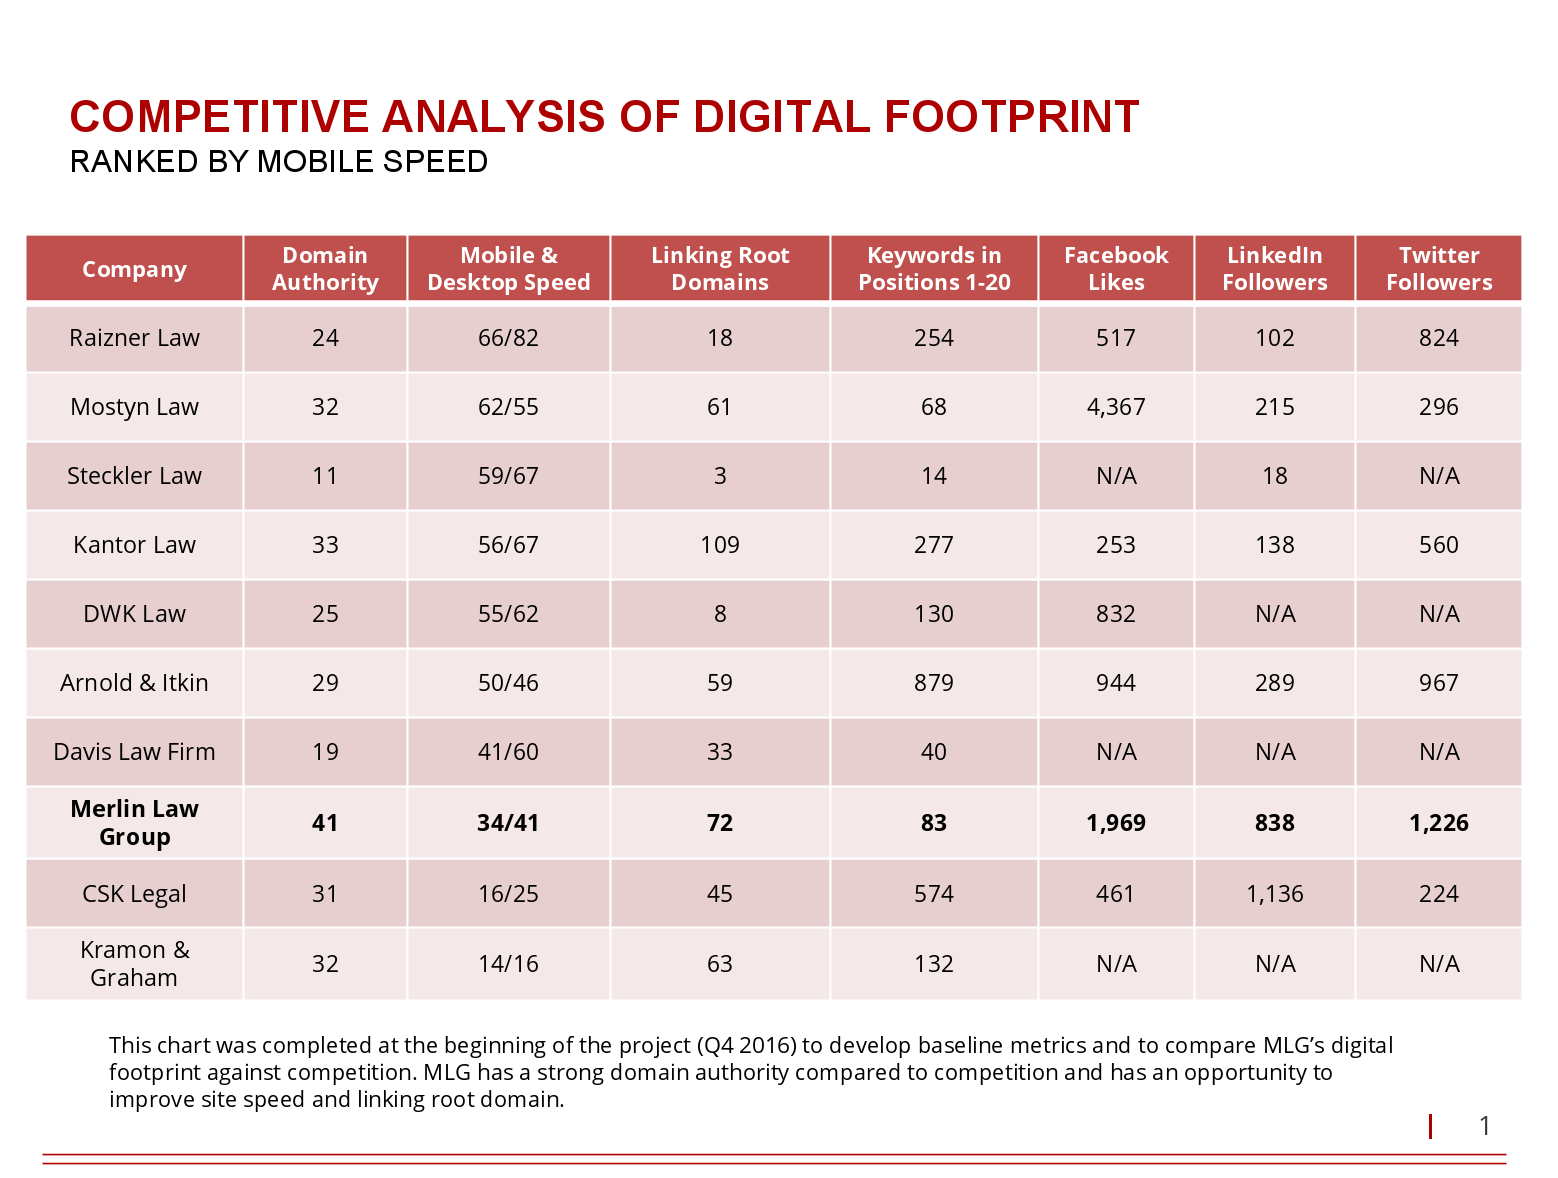 COMPETITIVE ANALYSIS OF DIGITAL FOOTPRINT
RANKED BY MOBILE SPEED
Company | Domain Authority | Mobile & Desktop Speed | Linking Root Domains | Keywords in Positions 1-20 | Facebook Likes | LinkedIn Followers | Twitter Followers
Raizner Law | 24 | 66/82 | 18 | 254 | 517 | 102 | 824
Mostyn Law | 32 | 62/55 | 61 | 68 | 4,367 | 215 | 296
Steckler Law | 11 | 59/67 | 3 | 14 | N/A | 18 | N/A
Kantor Law | 33 | 56/67 | 109 | 277 | 253 | 138 | 560
DWK Law | 25 | 55/62 | 8 | 130 | 832 | N/A | N/A
Arnold & Itkin | 29 | 50/46 | 59 | 879 | 944 | 289 | 967
Davis Law Firm | 19 | 41/60 | 33 | 40 | N/A | N/A | N/A
Merlin Law Group | 41 | 34/41 | 72 | 83 | 1,969 | 838 | 1,226
CSK Legal | 31 | 16/25 | 45 | 574 | 461 | 1,136 | 224
Kramon & Graham | 32 | 14/16 | 63 | 132 | N/A | N/A | N/A
This chart was completed at the beginning of the project (Q4 2016) to develop baseline metrics and to compare MLG’s digital
footprint against competition. MLG has a strong domain authority compared to competition and has an opportunity to
improve site speed and linking root domain.
1